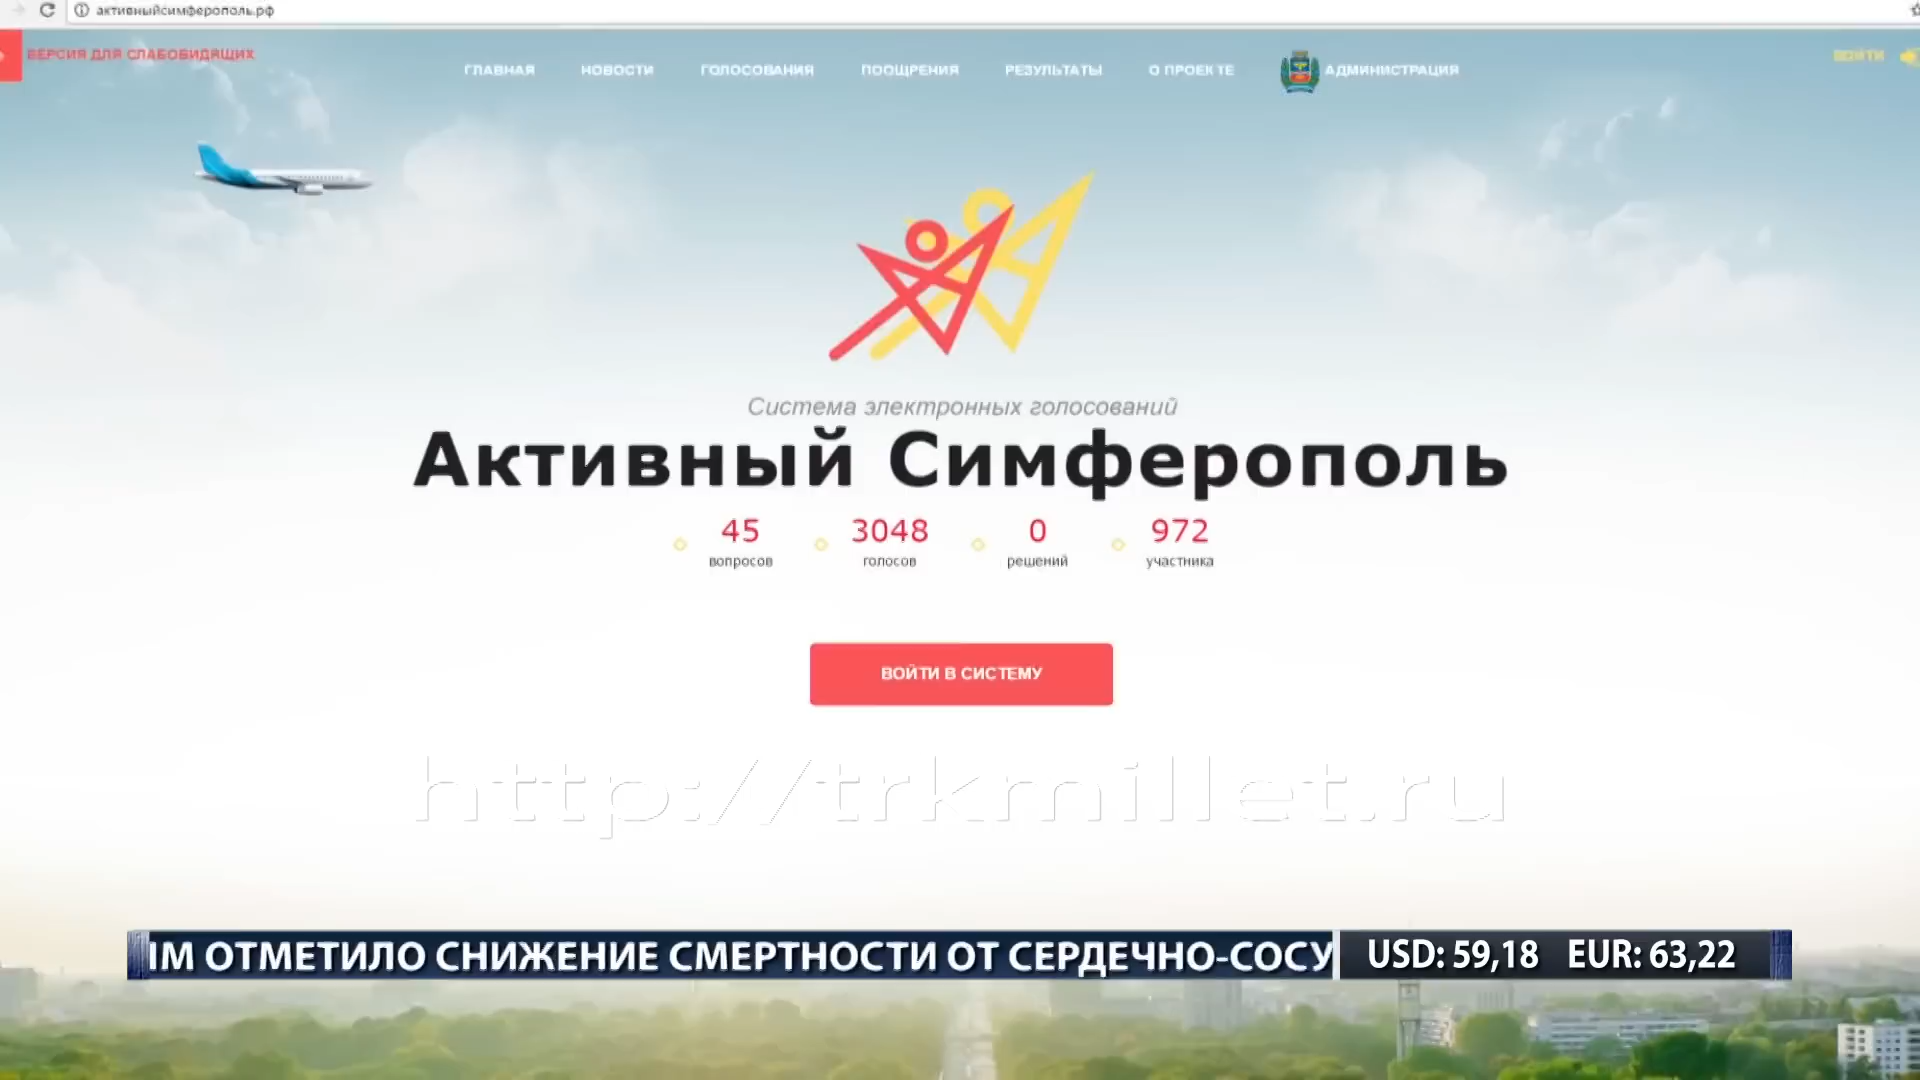 активныйсимферополь.рф
ВЕРСИЯ ДЛЯ СЛАБОВИДЯЩИХ
ГЛАВНАЯ НОВОСТИ ГОЛОСОВАНИЯ ПООЩРЕНИЯ РЕЗУЛЬТАТЫ О ПРОЕКТЕ АДМИНИСТРАЦИЯ
ВОЙТИ
Система электронных голосований
Активный Симферополь
45 3048 0 972
вопросов голосов решений участника
ВОЙТИ В СИСТЕМУ
http://trkmillet.ru
ІМ ОТМЕТИЛО СНИЖЕНИЕ СМЕРТНОСТИ ОТ СЕРДЕЧНО-СОСУ USD: 59,18 EUR: 63,22